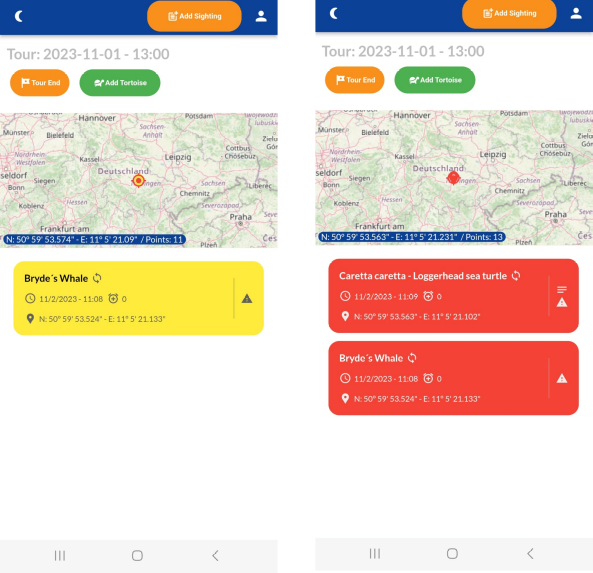 Add Sighting
Tour: 2023-11-01 - 13:00
Tour End
Add Tortoise
Hannover
Potsdam
Münster
Bielefeld
Sachsen-
Anhalt
Cottbus
Chóśebuz
Nordrhein-
Westfalen
Kassel
Leipzig
seldorf
Deutschland
Siegen
Bonn
Hessen
Sachsen
Liberec
Chemnitz
Koblenz
Severozápad
Praha
Frankfurt am
Plzeň
N: 50° 59' 53.574" - E: 11° 5' 21.09" / Points: 11
Bryde´s Whale
11/2/2023 - 11:08 0
N: 50° 59' 53.524" - E: 11° 5' 21.133"
Add Sighting
Tour: 2023-11-01 - 13:00
Tour End
Add Tortoise
Hannover
Potsdam
Münster
Bielefeld
Sachsen-
Anhalt
Cottbus
Chóśebuz
Nordrhein-
Westfalen
Kassel
Leipzig
seldorf
Deutschland
Siegen
Bonn
Hessen
Sachsen
Liberec
Chemnitz
Koblenz
Severozápad
Praha
Frankfurt am
Plzeň
N: 50° 59' 53.563" - E: 11° 5' 21.231" / Points: 13
Caretta caretta - Loggerhead sea turtle
11/2/2023 - 11:09 0
N: 50° 59' 53.563" - E: 11° 5' 21.102"
Bryde´s Whale
11/2/2023 - 11:08 0
N: 50° 59' 53.524" - E: 11° 5' 21.133"